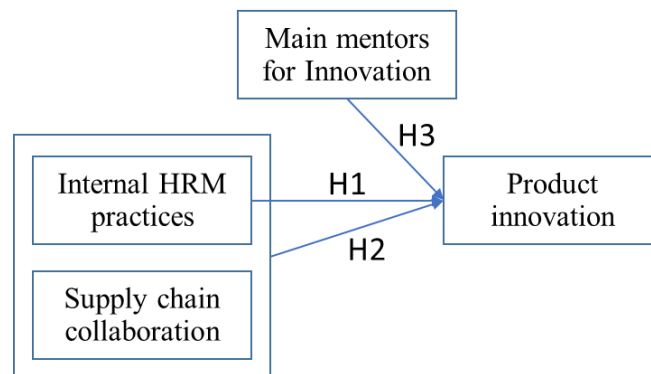 Main mentors
for Innovation
H3
Internal HRM
practices
H1
Product
innovation
H2
Supply chain
collaboration